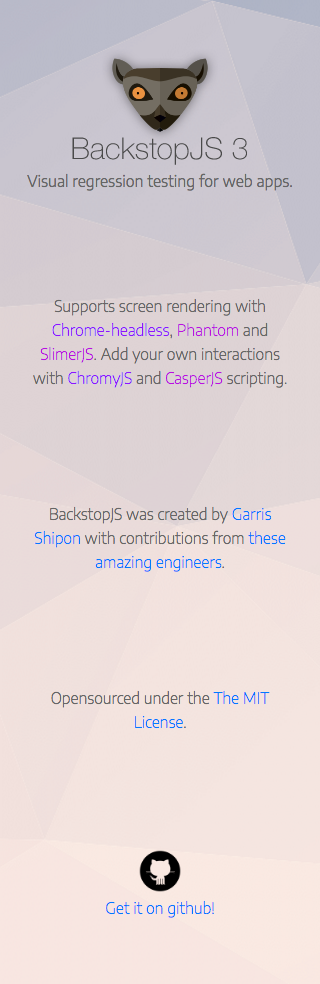 BackstopJS 3
Visual regression testing for web apps.
Supports screen rendering with
Chrome-headless, Phantom and
SlimerJS. Add your own interactions
with ChromyJS and CasperJS scripting.
BackstopJS was created by Garris
Shipon with contributions from these
amazing engineers.
Opensourced under the The MIT
License.
Get it on github!